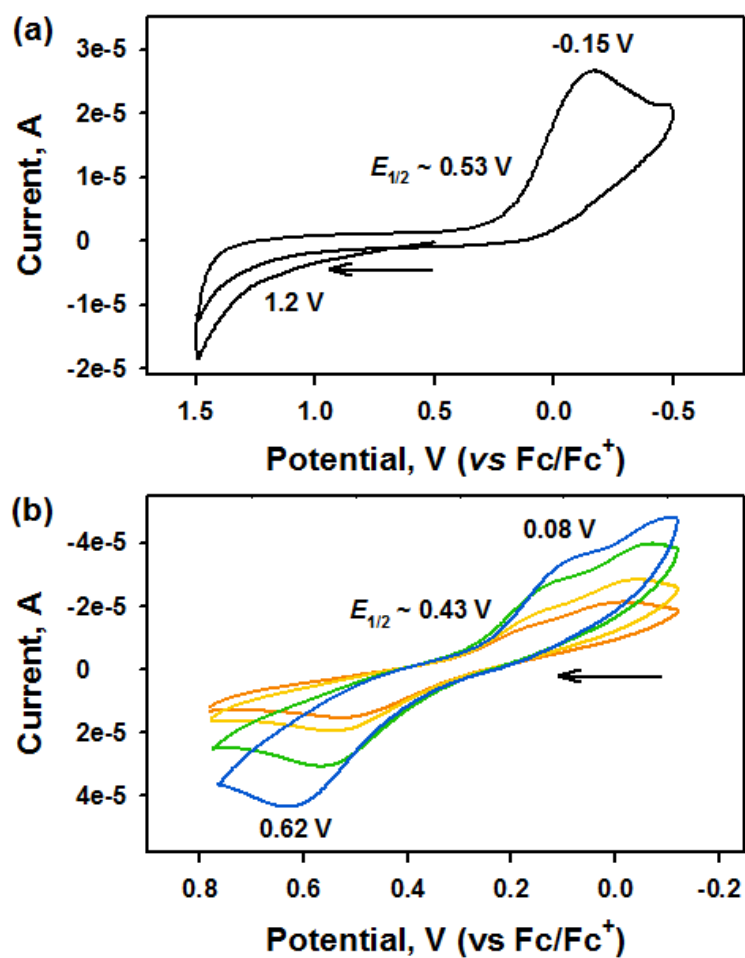 (a)
-0.15 V
3e-5
2e-5
E1/2 ~ 0.53 V
1e-5
0
-1e-5
1.2 V
-2e-5
Current, A
1.5 1.0 0.5 0.0 -0.5
Potential, V (vs Fc/Fc+)
(b)
0.08 V
-4e-5
-2e-5
E1/2 ~ 0.43 V
0
2e-5
4e-5
0.62 V
Current, A
0.8 0.6 0.4 0.2 0.0 -0.2
Potential, V (vs Fc/Fc+)